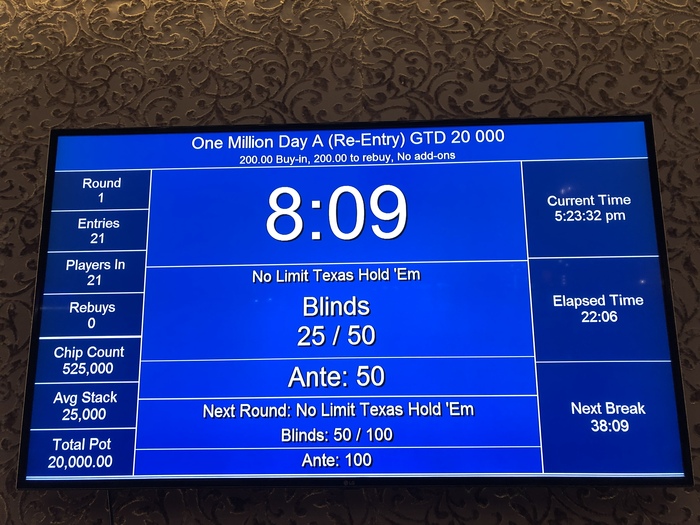 One Million Day A (Re-Entry) GTD 20 000
200.00 Buy-in, 200.00 to rebuy, No add-ons
Round
1
Entries
21
Players In
21
Rebuys
0
Chip Count
525,000
Avg Stack
25,000
Total Pot
20,000.00
8:09
No Limit Texas Hold 'Em
Blinds
25 / 50
Ante: 50
Next Round: No Limit Texas Hold 'Em
Blinds: 50 / 100
Ante: 100
Current Time
5:23:32 pm
Elapsed Time
22:06
Next Break
38:09